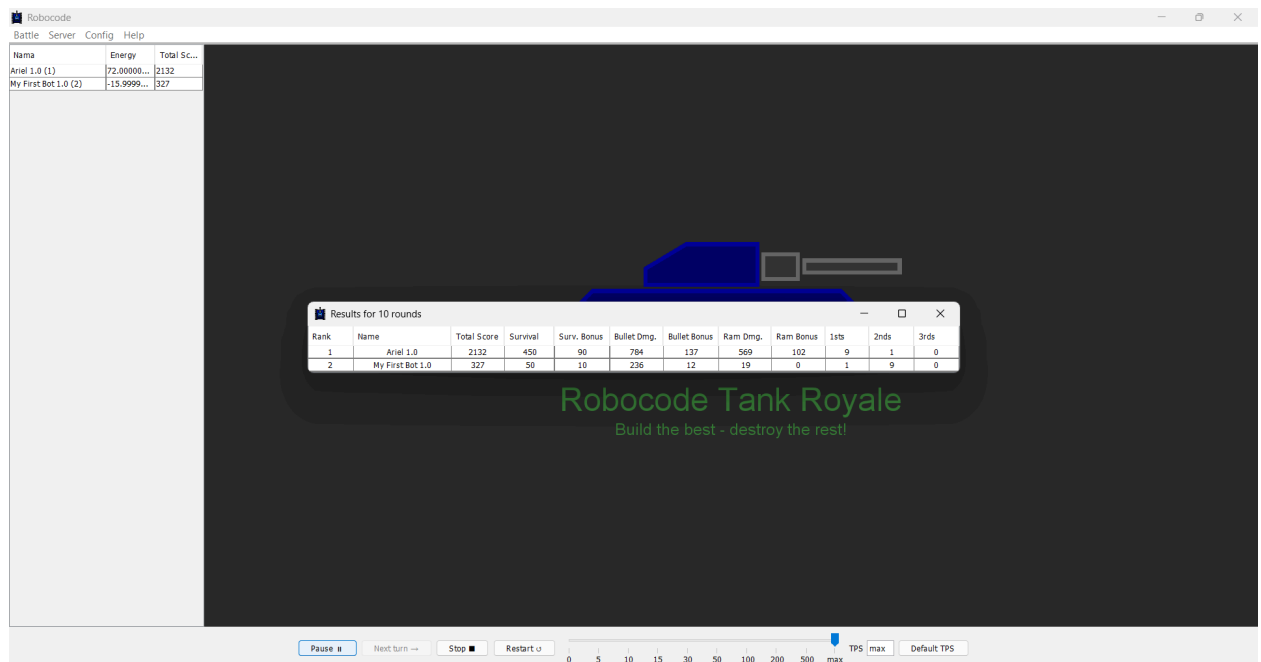 Robocode
Battle Server Config Help
Name Energy Total Sc...
Ariel 1.0 (1) 72.00000... 2132
My First Bot 1.0 (2) -15.9999... 327
Results for 10 rounds
Rank Name Total Score Survival Surv. Bonus Bullet Dmg. Bullet Bonus Ram Dmg. Ram Bonus 1sts 2nds 3rds
1 Ariel 1.0 2132 450 90 784 137 569 102 9 1 0
2 My First Bot 1.0 327 50 10 236 12 19 0 1 9 0
Robocode Tank Royale
Build the best - destroy the rest!
Pause ⏸ Next turn → Stop ■ Restart ↺ TPS max Default TPS
0 5 10 15 30 50 100 200 500 max